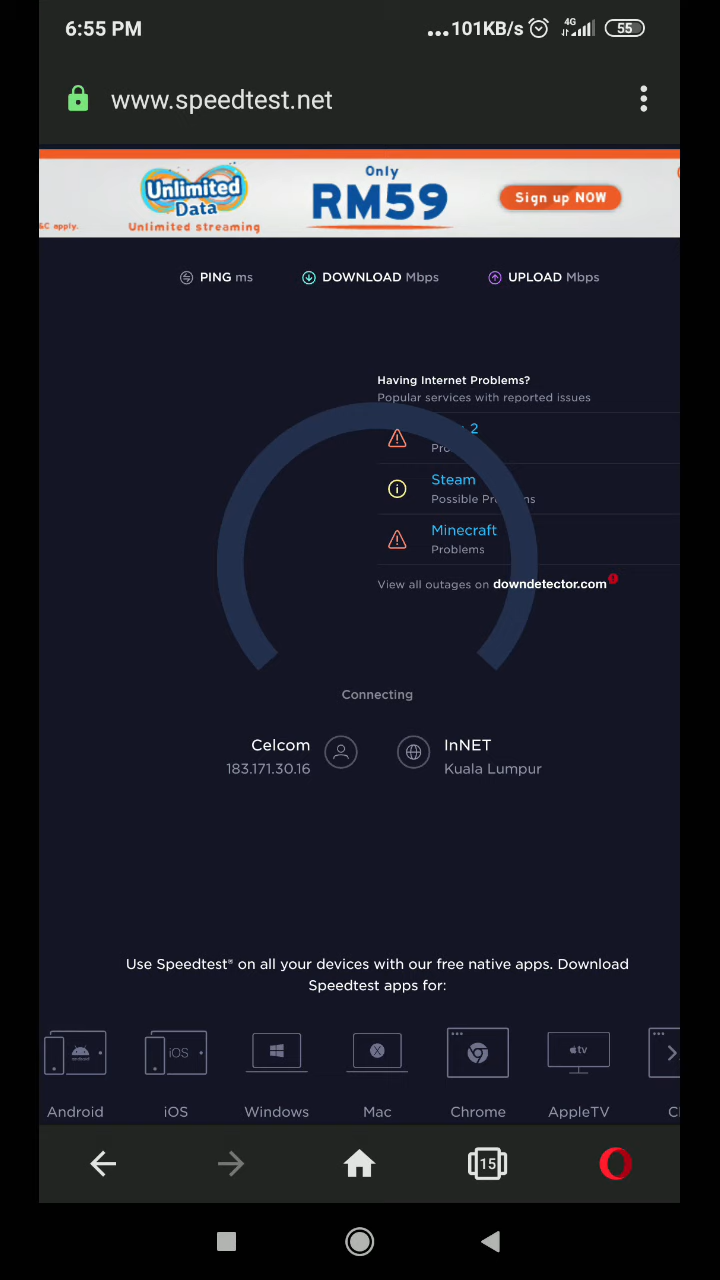 6:55 PM
...101KB/s 4G 55
www.speedtest.net
Unlimited
Data
Unlimited streaming
&C apply.
Only
RM59
Sign up NOW
PING ms
DOWNLOAD Mbps
UPLOAD Mbps
Having Internet Problems?
Popular services with reported issues
2
Steam
Possible Problems
Minecraft
Problems
View all outages on downdetector.com
Connecting
Celcom
183.171.30.16
InNET
Kuala Lumpur
Use Speedtest® on all your devices with our free native apps. Download
Speedtest apps for:
android
iOS
tv
Android
iOS
Windows
Mac
Chrome
AppleTV
15